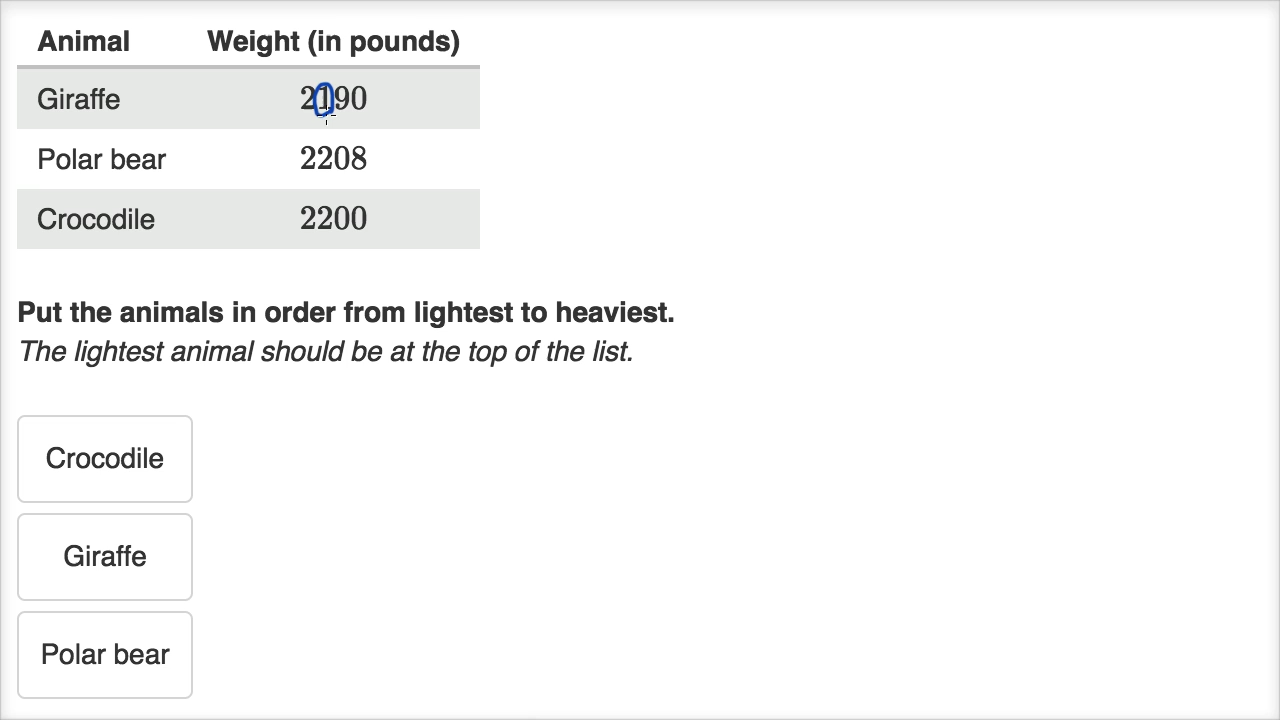 Animal Weight (in pounds)
Giraffe 2190
Polar bear 2208
Crocodile 2200
Put the animals in order from lightest to heaviest.
The lightest animal should be at the top of the list.
Crocodile
Giraffe
Polar bear